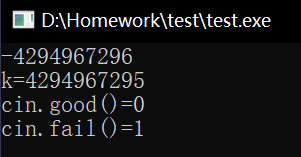 D:\Homework\test\test.exe
-4294967296
k=4294967295
cin.good()=0
cin.fail()=1